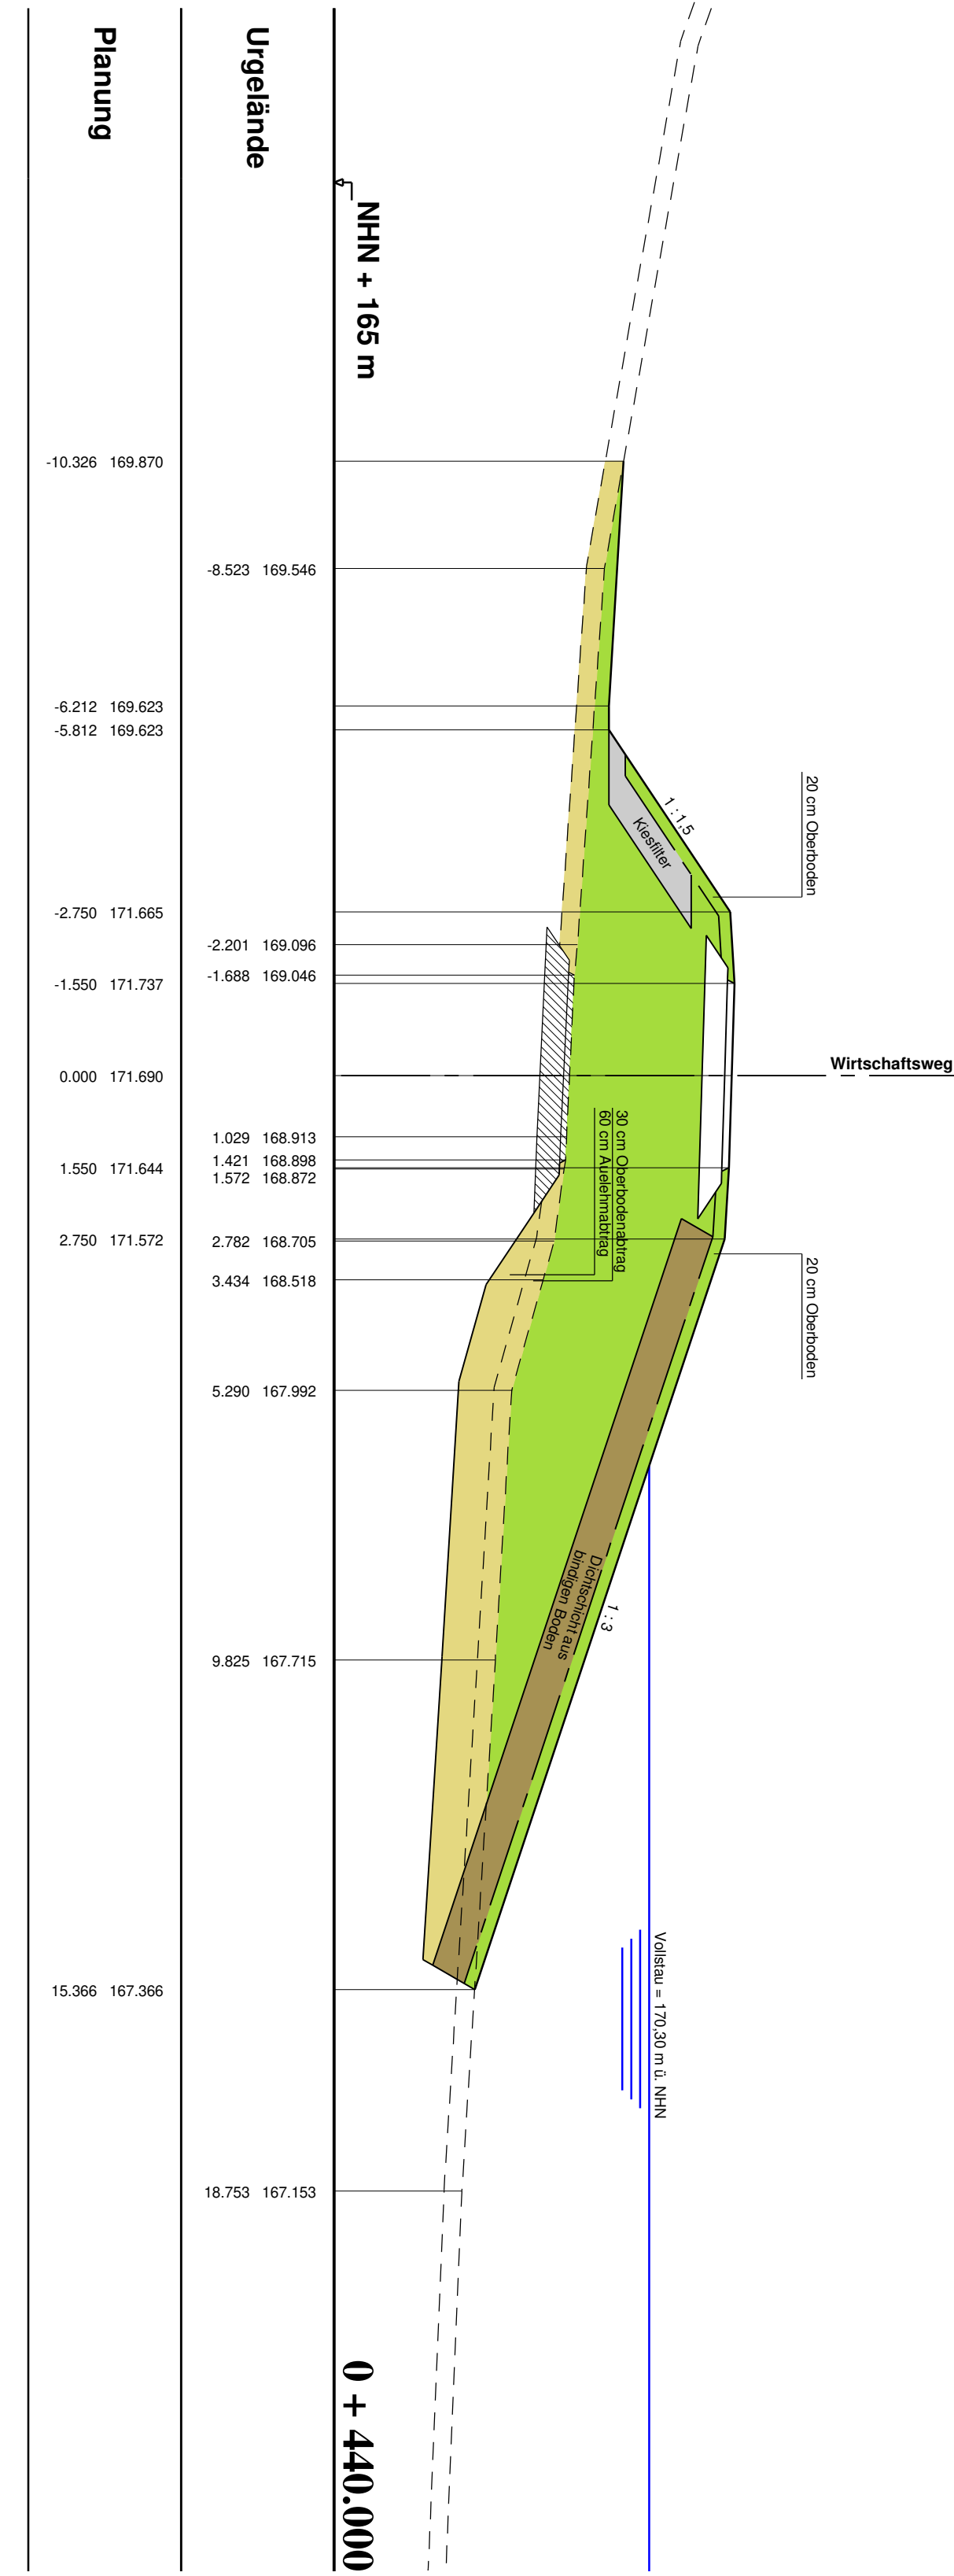 Wirtschaftsweg
20 cm Oberboden
20 cm Oberboden
1 : 1,5
Kiesfilter
30 cm Oberbodenabtrag
60 cm Auelehmabtrag
Dichtschicht aus
bindigen Boden
1 : 3
Vollstau = 170,30 m ü. NHN
NHN + 165 m
0 + 440.000
Urgelände
-8.523 169.546
-2.201 169.096
-1.688 169.046
1.029 168.913
1.421 168.898
1.572 168.872
2.782 168.705
3.434 168.518
5.290 167.992
9.825 167.715
18.753 167.153
Planung
-10.326 169.870
-6.212 169.623
-5.812 169.623
-2.750 171.665
-1.550 171.737
0.000 171.690
1.550 171.644
2.750 171.572
15.366 167.366